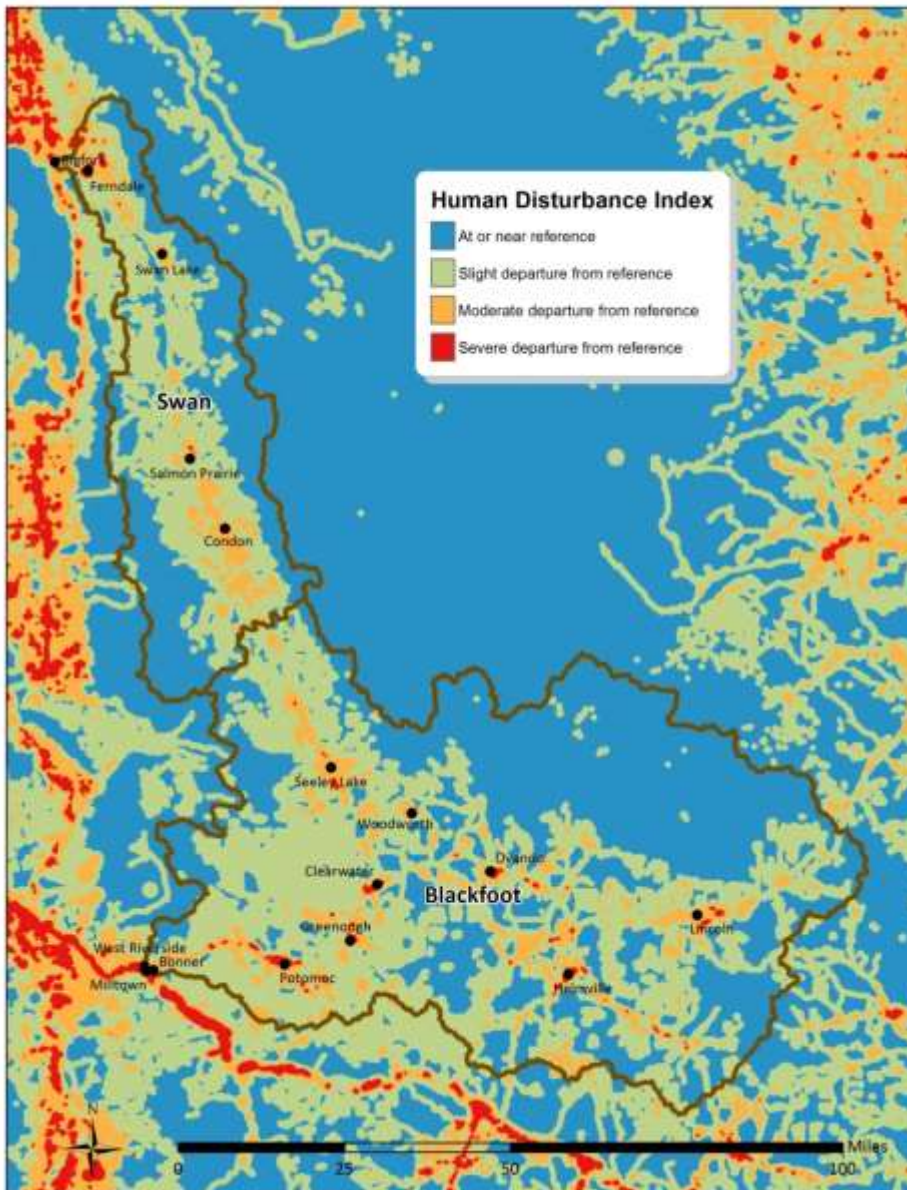 Human Disturbance Index
At or near reference
Slight departure from reference
Moderate departure from reference
Severe departure from reference
Ferndale
Swan Lake
Swan
Salmon Prairie
Condon
Seeley Lake
Woodworth
Ovando
Clearwater
Blackfoot
Greenough
Lincoln
West Riverside
Bonner
Milltown
Potomac
N
Miles
0
25
50
100